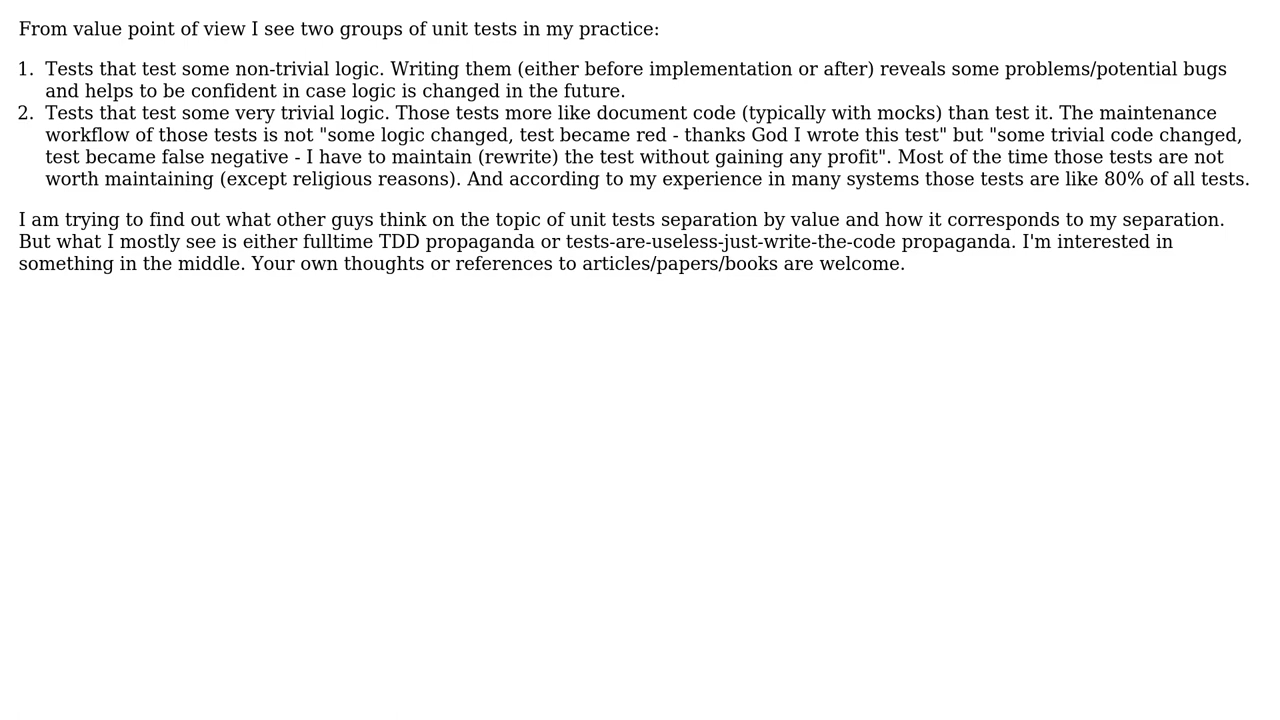 From value point of view I see two groups of unit tests in my practice:
1. Tests that test some non-trivial logic. Writing them (either before implementation or after) reveals some problems/potential bugs
and helps to be confident in case logic is changed in the future.
2. Tests that test some very trivial logic. Those tests more like document code (typically with mocks) than test it. The maintenance
workflow of those tests is not "some logic changed, test became red - thanks God I wrote this test" but "some trivial code changed,
test became false negative - I have to maintain (rewrite) the test without gaining any profit". Most of the time those tests are not
worth maintaining (except religious reasons). And according to my experience in many systems those tests are like 80% of all tests.
I am trying to find out what other guys think on the topic of unit tests separation by value and how it corresponds to my separation.
But what I mostly see is either fulltime TDD propaganda or tests-are-useless-just-write-the-code propaganda. I'm interested in
something in the middle. Your own thoughts or references to articles/papers/books are welcome.